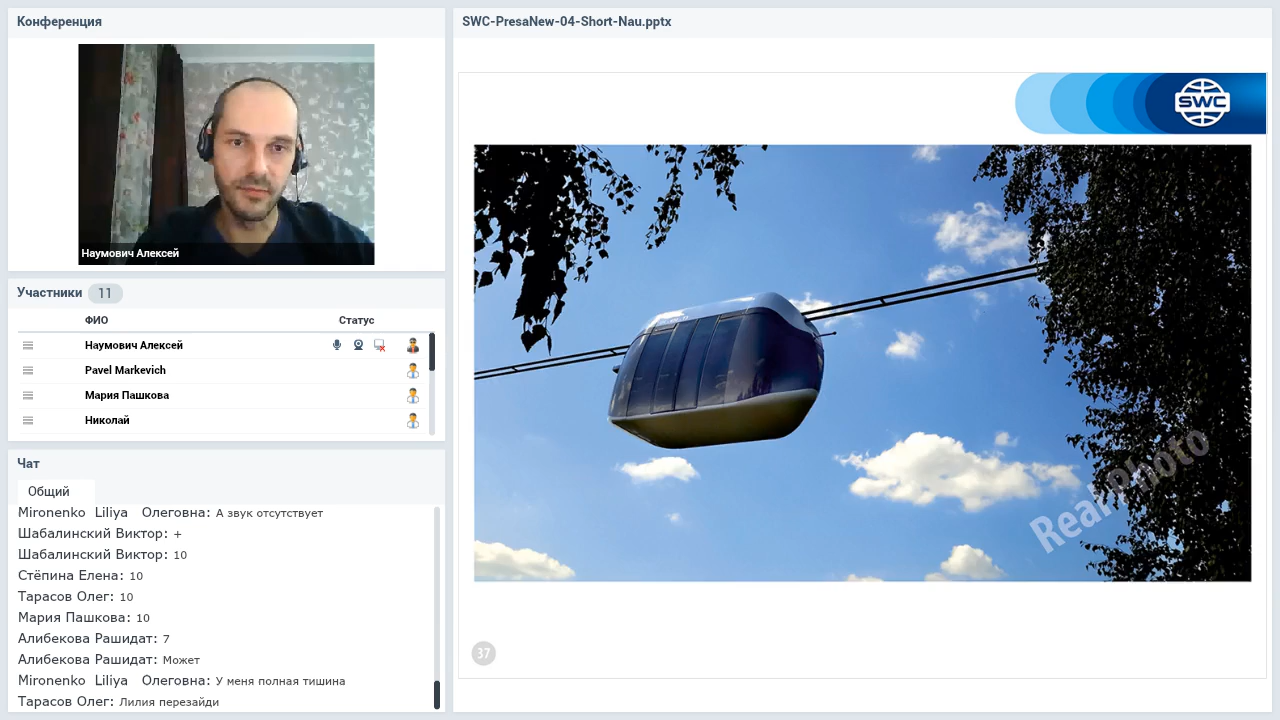 Конференция
Наумович Алексей
Участники 11
ФИО Статус
Наумович Алексей
Pavel Markevich
Мария Пашкова
Николай
Чат
Общий
Mironenko Liliya Олеговна: А звук отсутствует
Шабалинский Виктор: +
Шабалинский Виктор: 10
Стёпина Елена: 10
Тарасов Олег: 10
Мария Пашкова: 10
Алибекова Рашидат: 7
Алибекова Рашидат: Может
Mironenko Liliya Олеговна: У меня полная тишина
Тарасов Олег: Лилия перезайди
SWC-PresaNew-04-Short-Nau.pptx
SWC
Real Photo
37